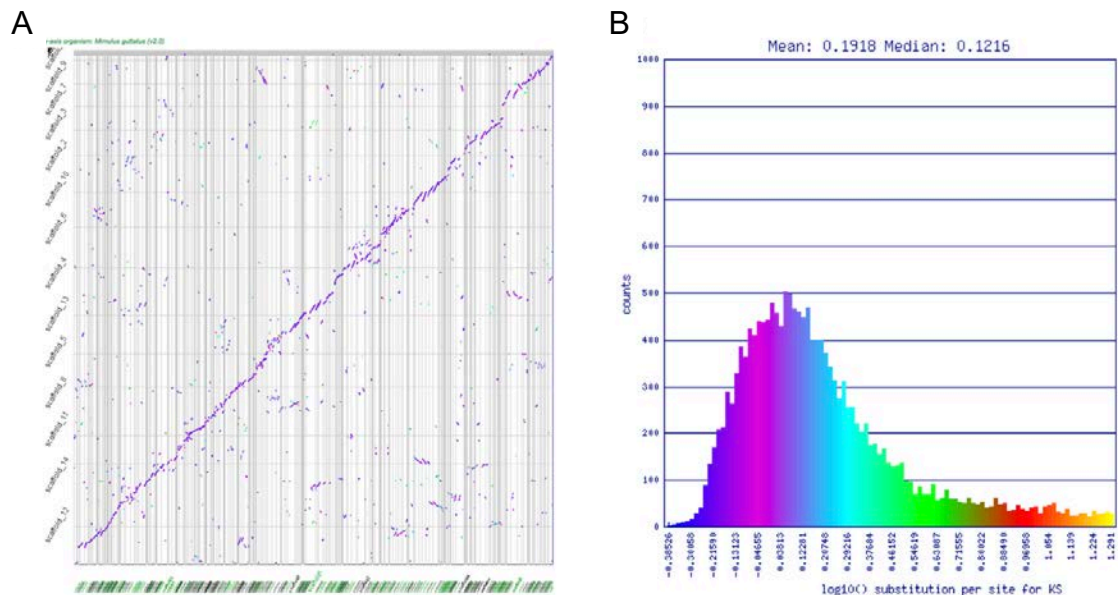 A
B
y-axis organism: Mimulus guttatus (v2.0)
scaffold_9
scaffold_7
scaffold_3
scaffold_2
scaffold_10
scaffold_6
scaffold_4
scaffold_13
scaffold_5
scaffold_8
scaffold_14
scaffold_12
Mean: 0.1918 Median: 0.1216
1000
900
800
700
600
500
400
300
200
100
0
counts
-0.38526
-0.30058
-0.21590
-0.13123
-0.04655
0.03813
0.12281
0.20748
0.29216
0.37684
0.46152
0.54619
0.63087
0.71555
0.80022
0.88490
0.96958
1.054
1.139
1.224
1.291
log10() substitution per site for KS